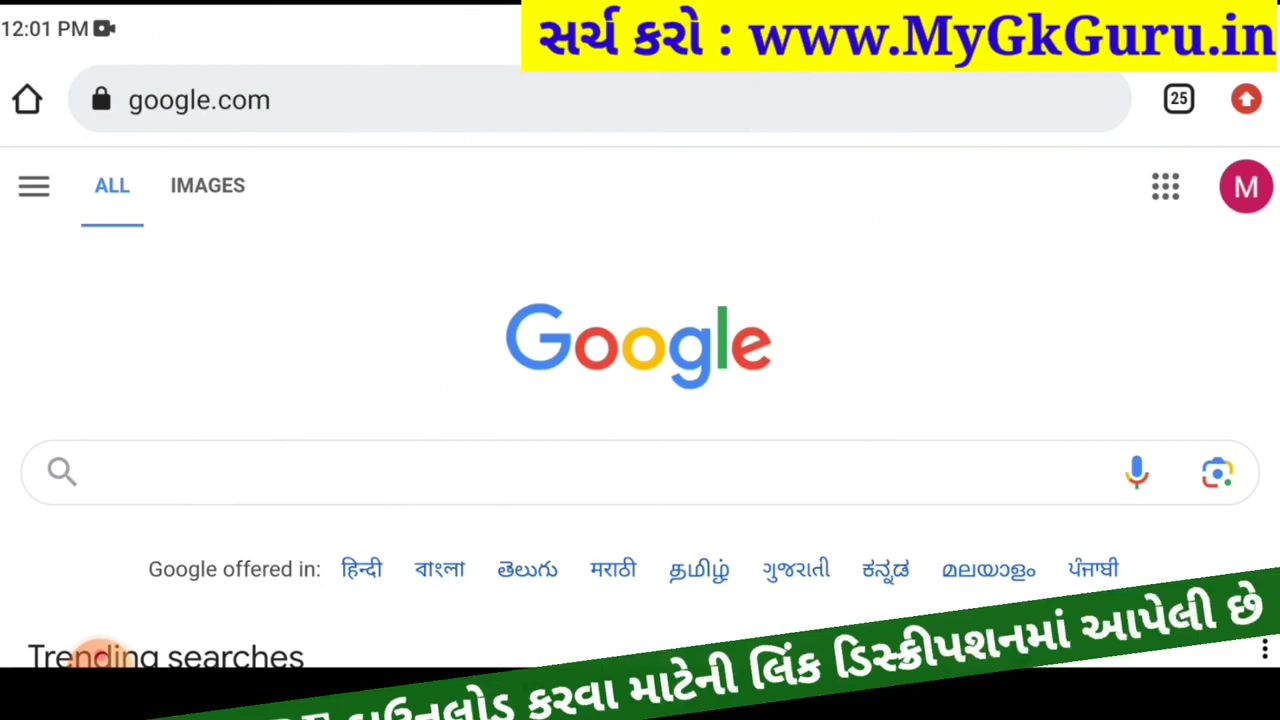 12:01 PM
સર્ચ કરો : www.MyGkGuru.in
google.com
25
ALL IMAGES
M
Google
Google offered in: हिन्दी বাংলা తెలుగు मराठी தமிழ் ગુજરાતી ಕನ್ನಡ മലയാളം ਪੰਜਾਬੀ
Trending searches
ડાઉનલોડ કરવા માટેની લિંક ડિસ્ક્રીપશનમાં આપેલી છે